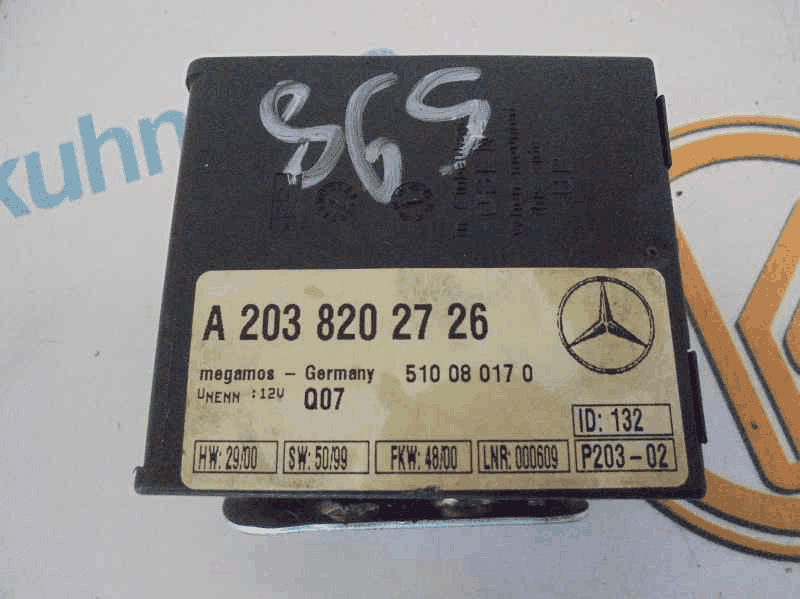 kuhn
S65
A 203 820 27 26
megamos - Germany 510 08 017 0
UNENN :12V Q07
ID: 132
HW: 29/00 SW: 50/99 FKW: 48/00 LNR: 000609 P203-02